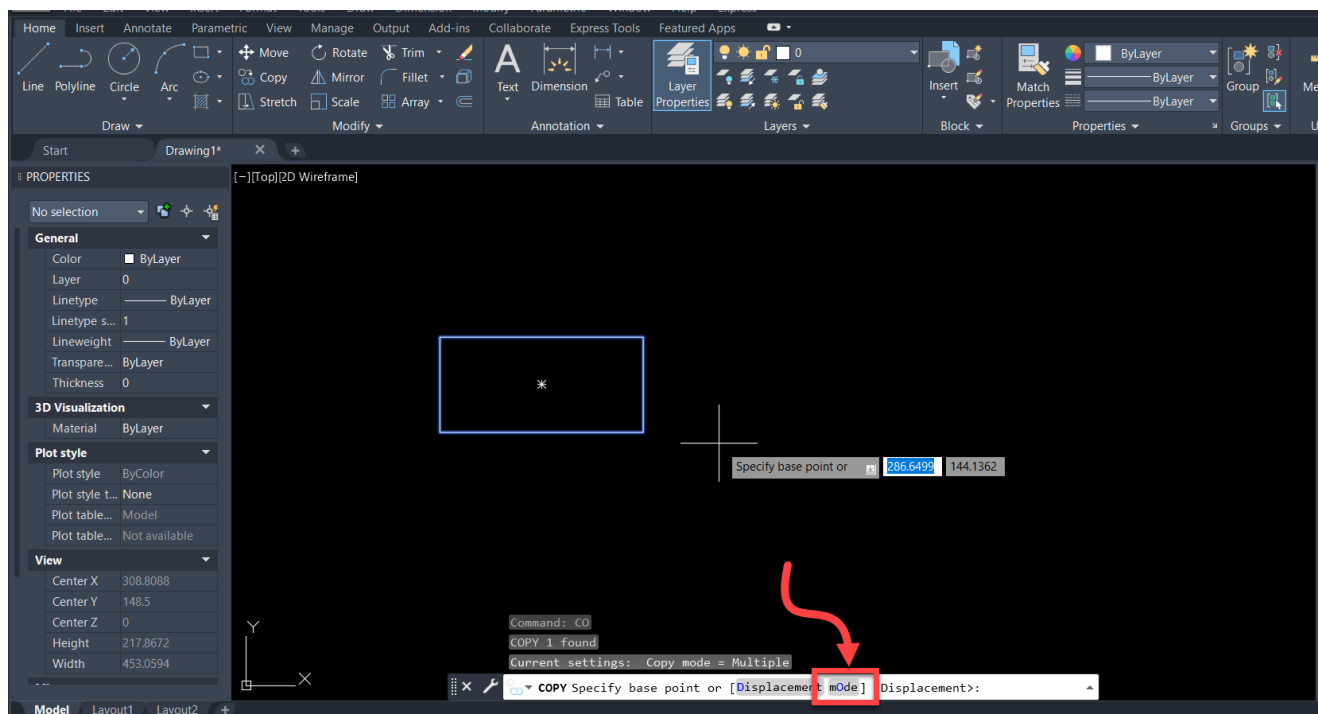 Home Insert Annotate Parametric View Manage Output Add-ins Collaborate Express Tools Featured Apps
Move Rotate Trim 0 ByLayer
Line Polyline Circle Arc Copy Mirror Fillet Text Dimension Layer Properties Insert Match Properties ByLayer Group
Stretch Scale Array Table ByLayer
Draw Modify Annotation Layers Block Properties Groups
Start Drawing1*
PROPERTIES [−][Top][2D Wireframe]
No selection
General
Color ByLayer
Layer 0
Linetype ByLayer
Linetype s... 1
Lineweight ByLayer
Transpare... ByLayer
Thickness 0
3D Visualization
Material ByLayer
Plot style
Plot style ByColor
Plot style t... None
Plot table... Model
Plot table... Not available
View
Center X 308.8088
Center Y 148.5
Center Z 0
Height 217.8672
Width 453.0594
Specify base point or 286.6499 144.1362
Y
X
Command: CO
COPY 1 found
Current settings: Copy mode = Multiple
COPY Specify base point or [Displacement mOde] Displacement>:
Model Layout1 Layout2 +